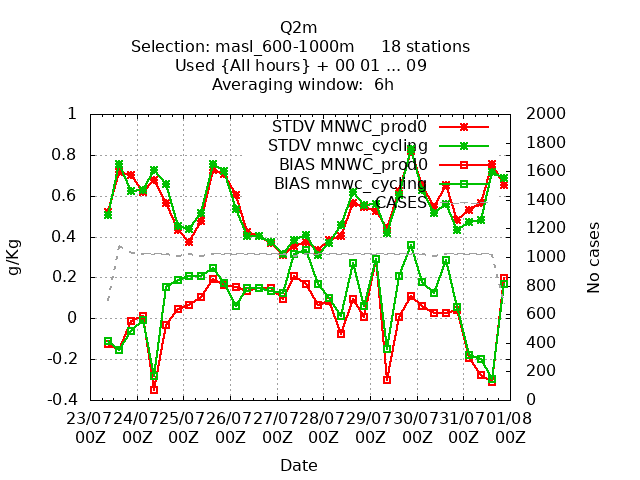 Q2m
Selection: masl_600-1000m 18 stations
Used {All hours} + 00 01 ... 09
Averaging window: 6h
STDV MNWC_prod0
STDV mnwc_cycling
BIAS MNWC_prod0
BIAS mnwc_cycling
CASES
g/Kg
1
0.8
0.6
0.4
0.2
0
-0.2
-0.4
No cases
2000
1800
1600
1400
1200
1000
800
600
400
200
0
23/07 24/07 25/07 26/07 27/07 28/07 29/07 30/07 31/07 01/08
00Z 00Z 00Z 00Z 00Z 00Z 00Z 00Z 00Z 00Z
Date